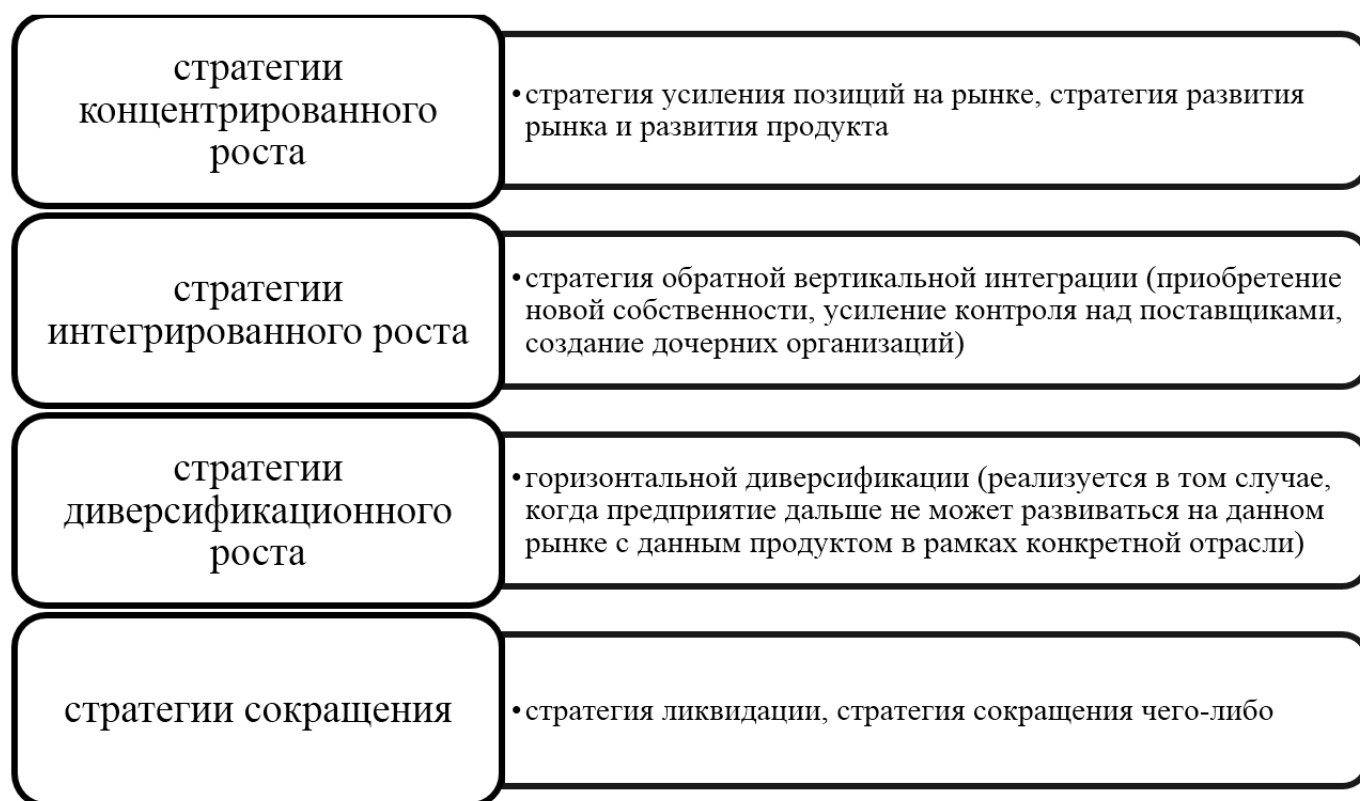 стратегии
концентрированного
роста
•стратегия усиления позиций на рынке, стратегия развития
рынка и развития продукта
стратегии
интегрированного роста
•стратегия обратной вертикальной интеграции (приобретение
новой собственности, усиление контроля над поставщиками,
создание дочерних организаций)
стратегии
диверсификационного
роста
•горизонтальной диверсификации (реализуется в том случае,
когда предприятие дальше не может развиваться на данном
рынке с данным продуктом в рамках конкретной отрасли)
стратегии сокращения
•стратегия ликвидации, стратегия сокращения чего-либо